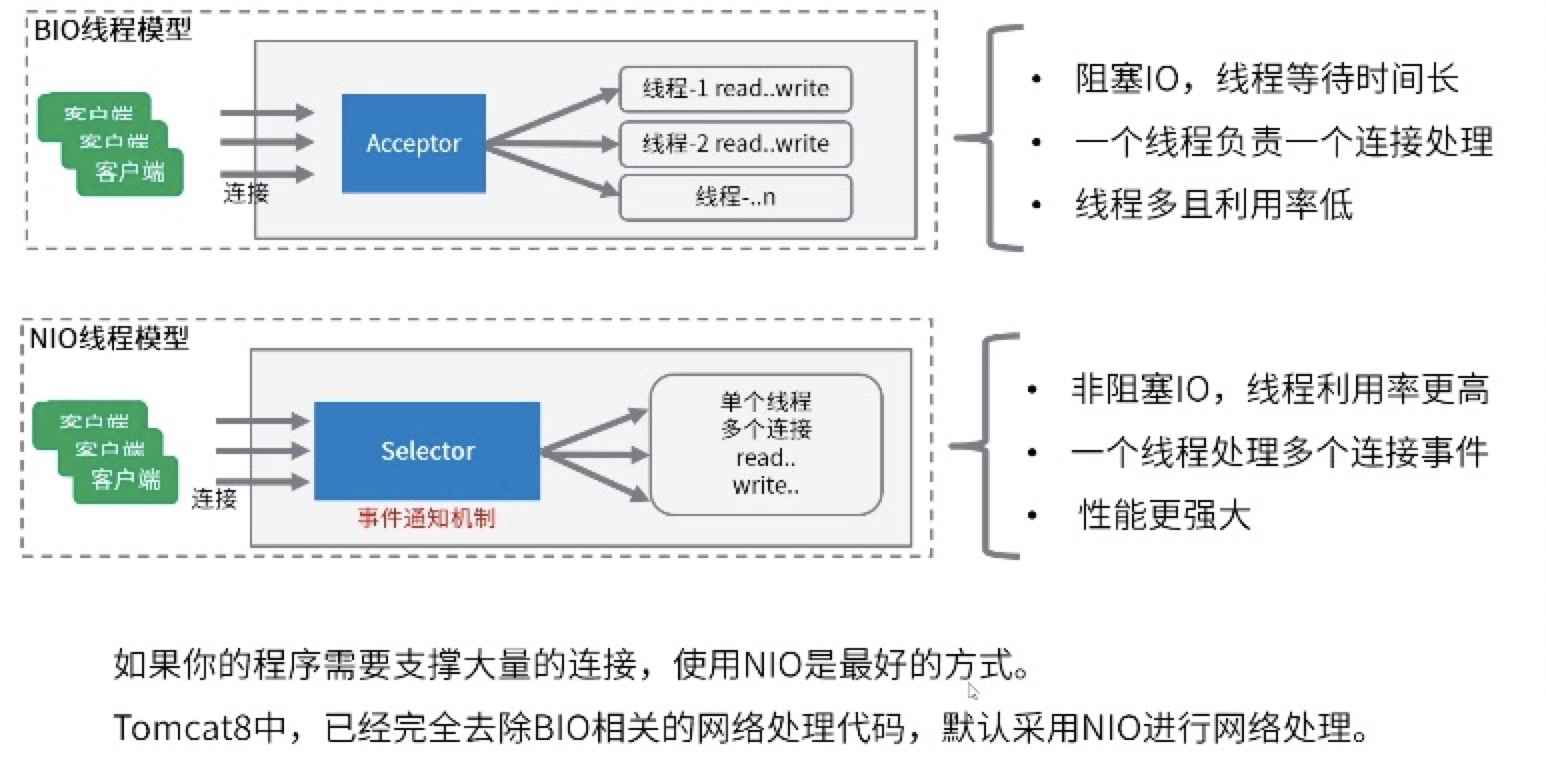 BIO线程模型
客户端
客户端
客户端
连接
Acceptor
线程-1 read..write
线程-2 read..write
线程-..n
• 阻塞IO，线程等待时间长
• 一个线程负责一个连接处理
• 线程多且利用率低
NIO线程模型
客户端
客户端
客户端
连接
Selector
事件通知机制
单个线程
多个连接
read..
write..
• 非阻塞IO，线程利用率更高
• 一个线程处理多个连接事件
• 性能更强大
如果你的程序需要支撑大量的连接，使用NIO是最好的方式。
Tomcat8中，已经完全去除BIO相关的网络处理代码，默认采用NIO进行网络处理。